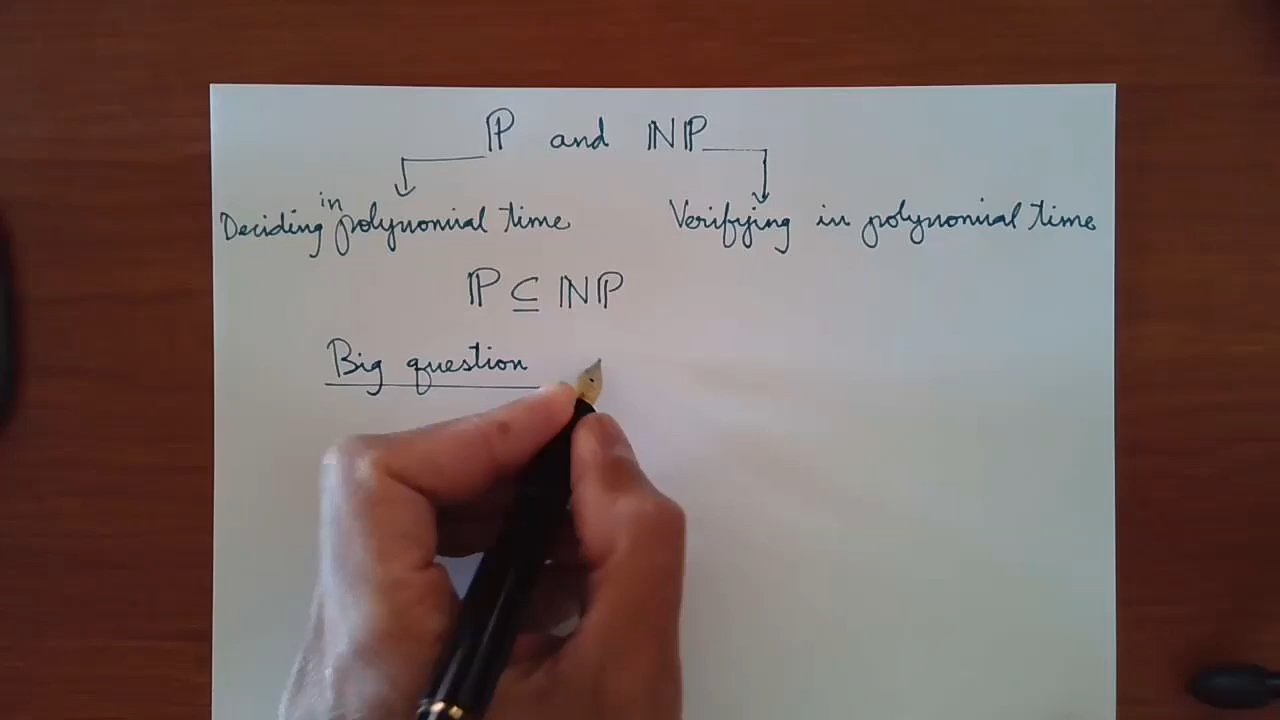 ℙ and ℕℙ
Deciding in polynomial time
Verifying in polynomial time
ℙ ⊆ ℕℙ
Big question